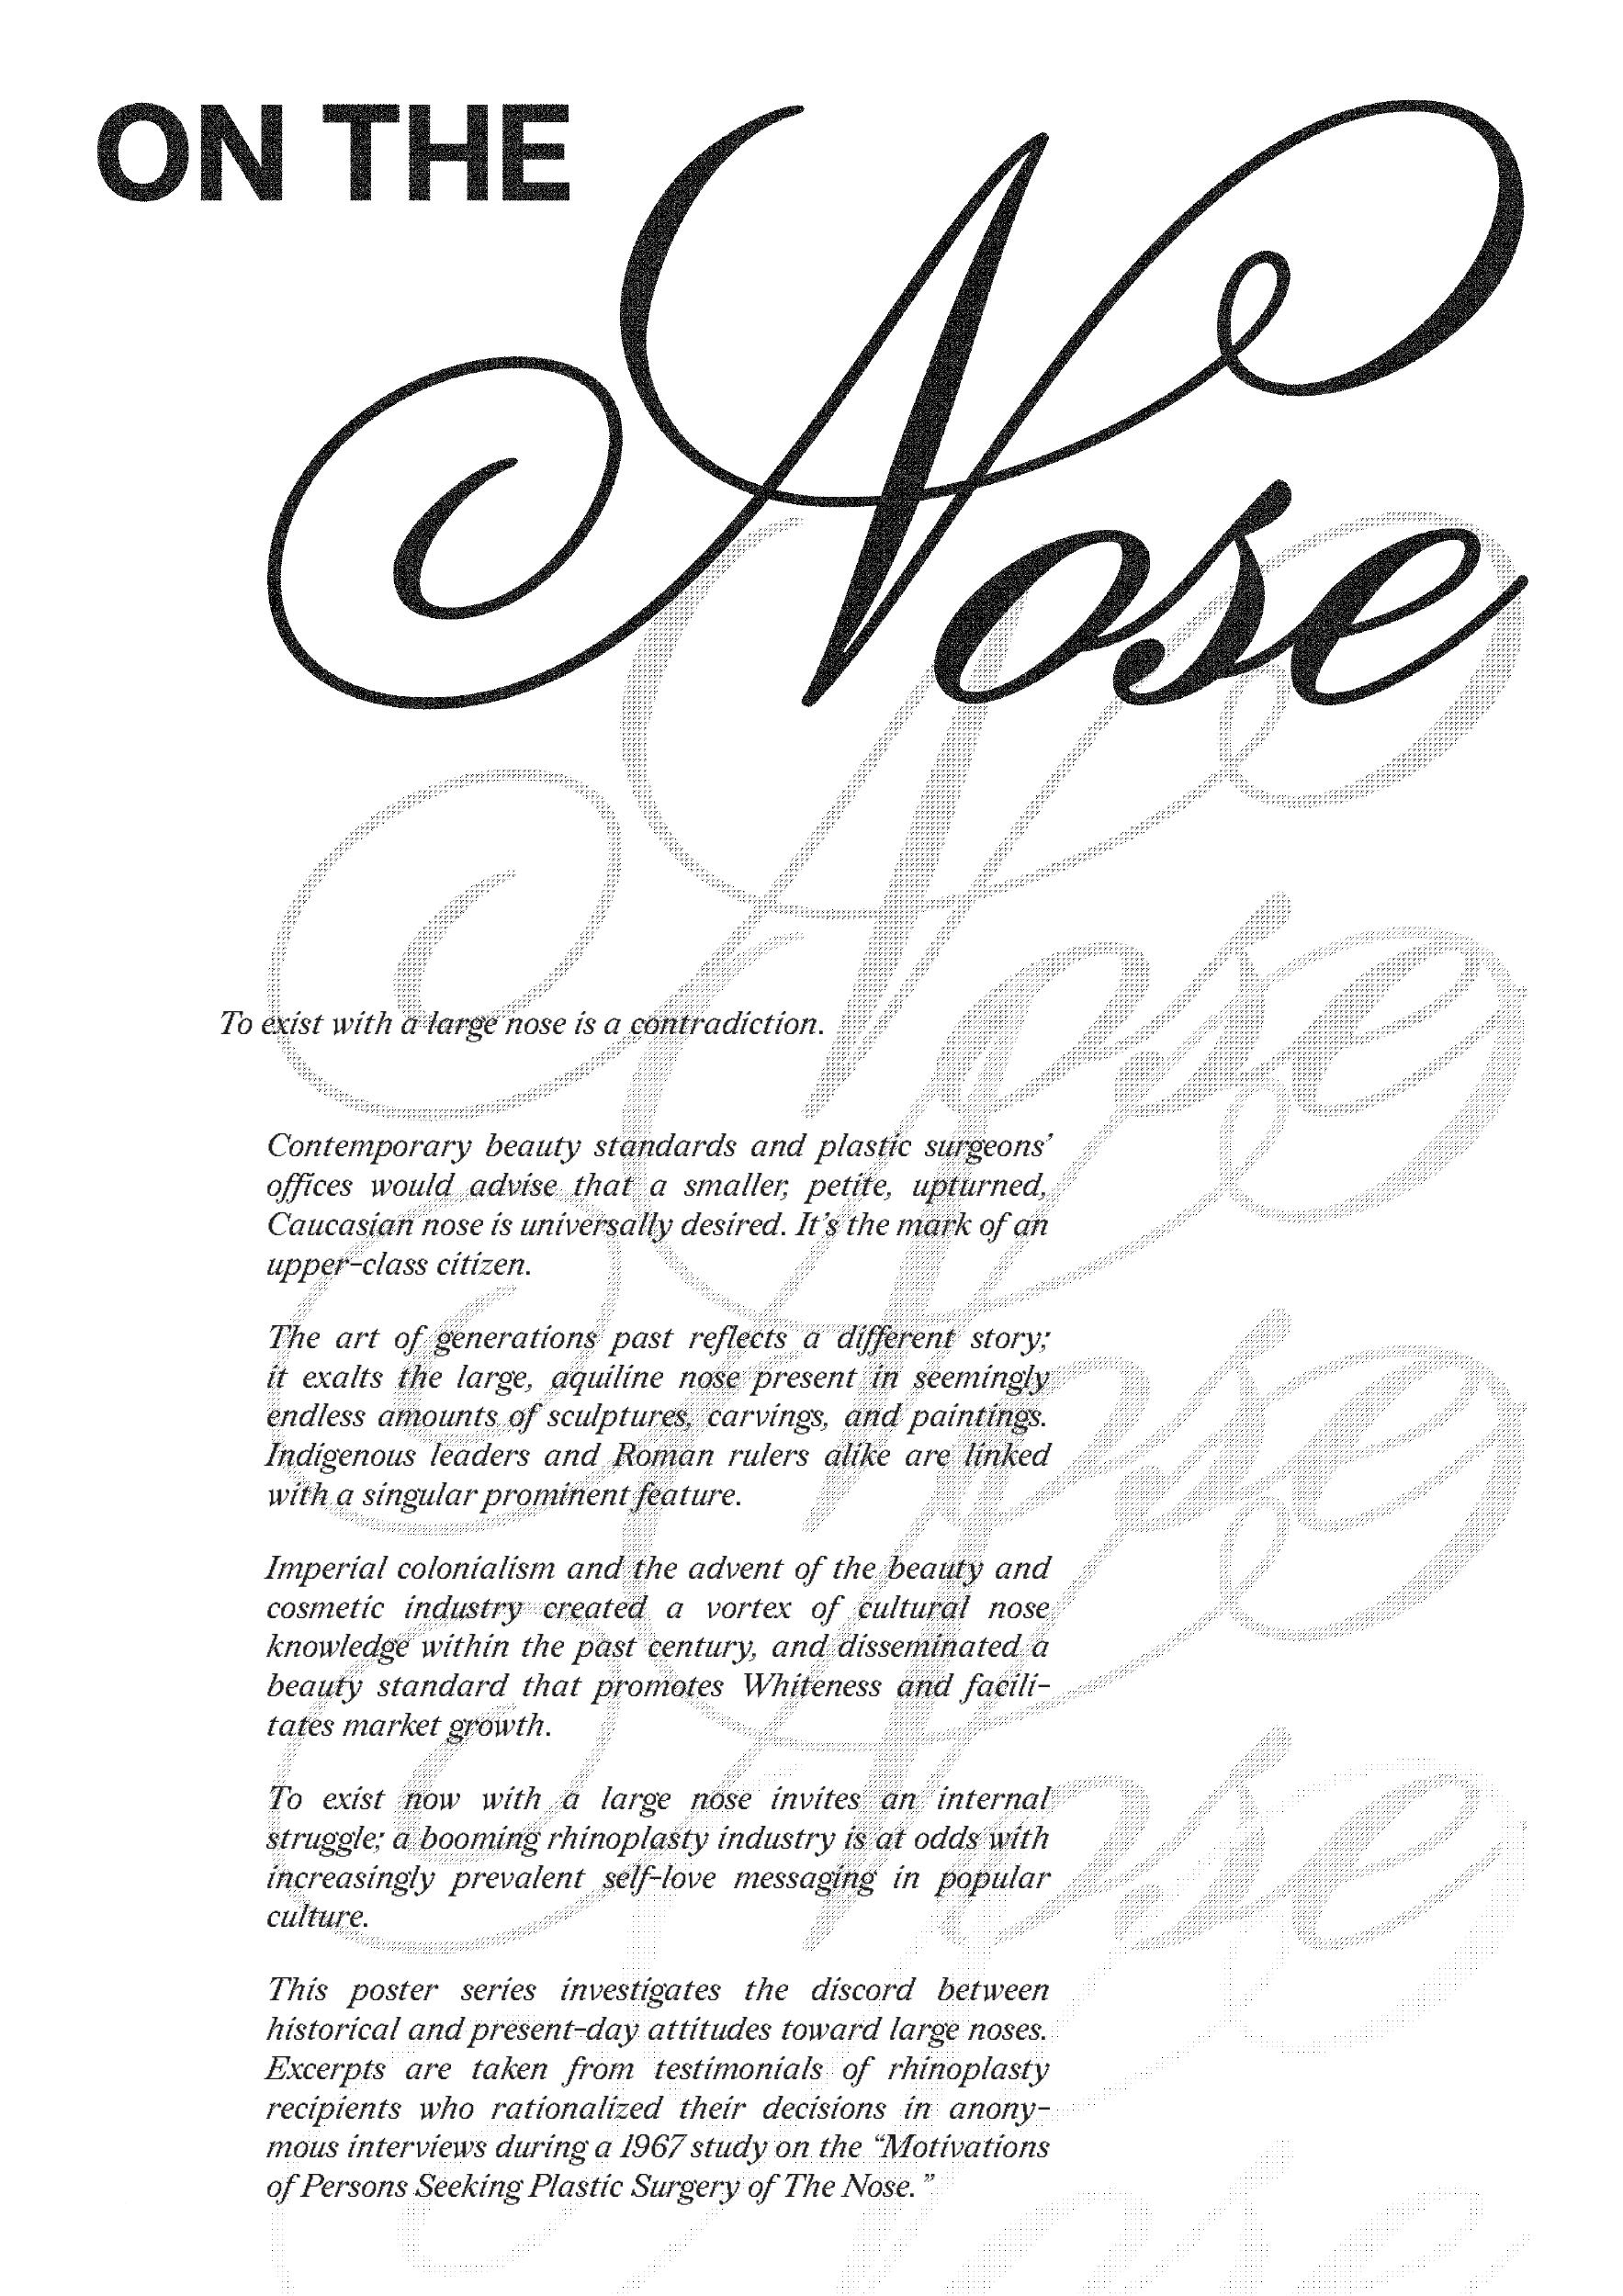 ON THE
Nose
To exist with a large nose is a contradiction.
Contemporary beauty standards and plastic surgeons’
offices would advise that a smaller, petite, upturned,
Caucasian nose is universally desired. It’s the mark of an
upper-class citizen.
The art of generations past reflects a different story;
it exalts the large, aquiline nose present in seemingly
endless amounts of sculptures, carvings, and paintings.
Indigenous leaders and Roman rulers alike are linked
with a singular prominent feature.
Imperial colonialism and the advent of the beauty and
cosmetic industry created a vortex of cultural nose
knowledge within the past century, and disseminated a
beauty standard that promotes Whiteness and facili-
tates market growth.
To exist now with a large nose invites an internal
struggle; a booming rhinoplasty industry is at odds with
increasingly prevalent self-love messaging in popular
culture.
This poster series investigates the discord between
historical and present-day attitudes toward large noses.
Excerpts are taken from testimonials of rhinoplasty
recipients who rationalized their decisions in anony-
mous interviews during a 1967 study on the “Motivations
of Persons Seeking Plastic Surgery of The Nose.”
Nose
Nose
Nose
Nose